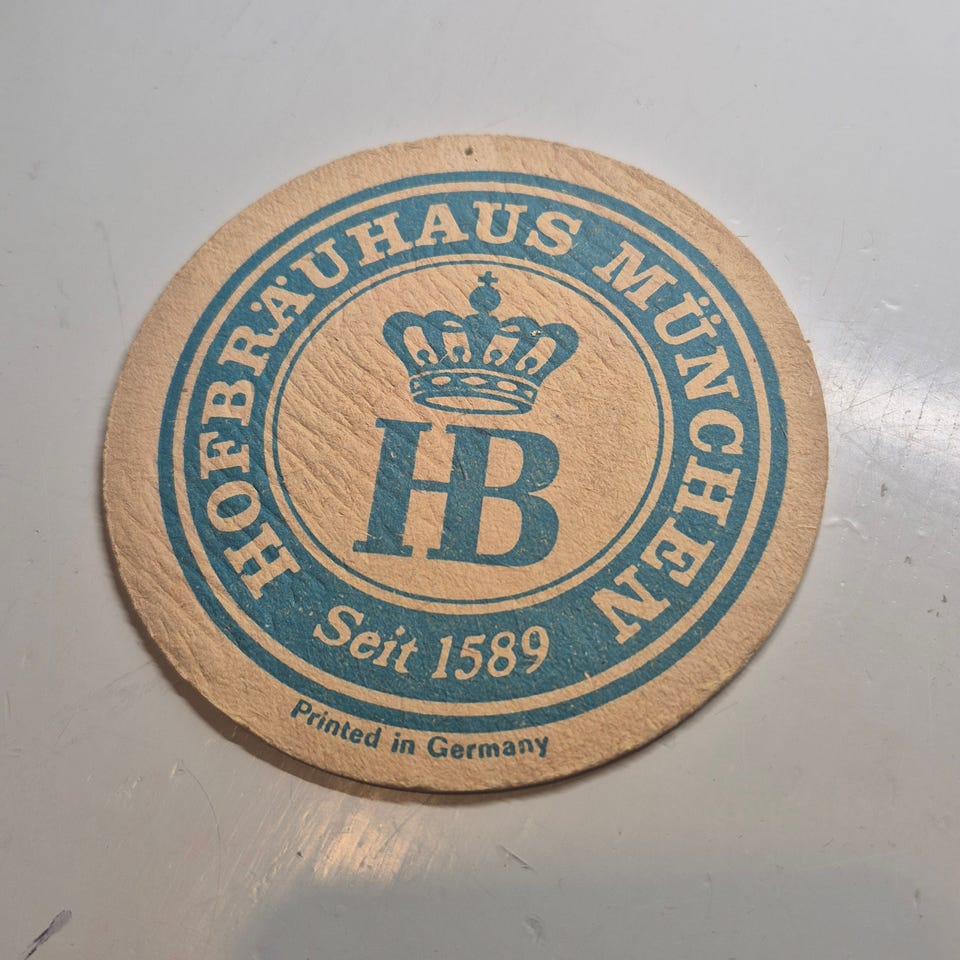 HOFBRÄUHAUS MÜNCHEN
HB
Seit 1589
Printed in Germany